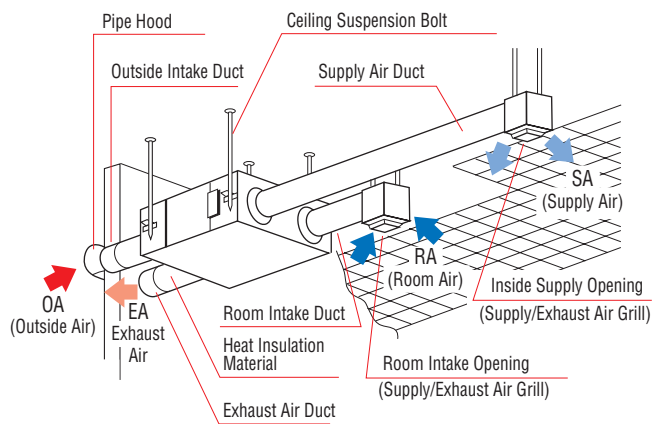 Pipe Hood
Ceiling Suspension Bolt
Outside Intake Duct
Supply Air Duct
SA
(Supply Air)
RA
(Room Air)
OA
(Outside Air)
EA
Exhaust
Air
Room Intake Duct
Inside Supply Opening
(Supply/Exhaust Air Grill)
Heat Insulation
Material
Room Intake Opening
(Supply/Exhaust Air Grill)
Exhaust Air Duct